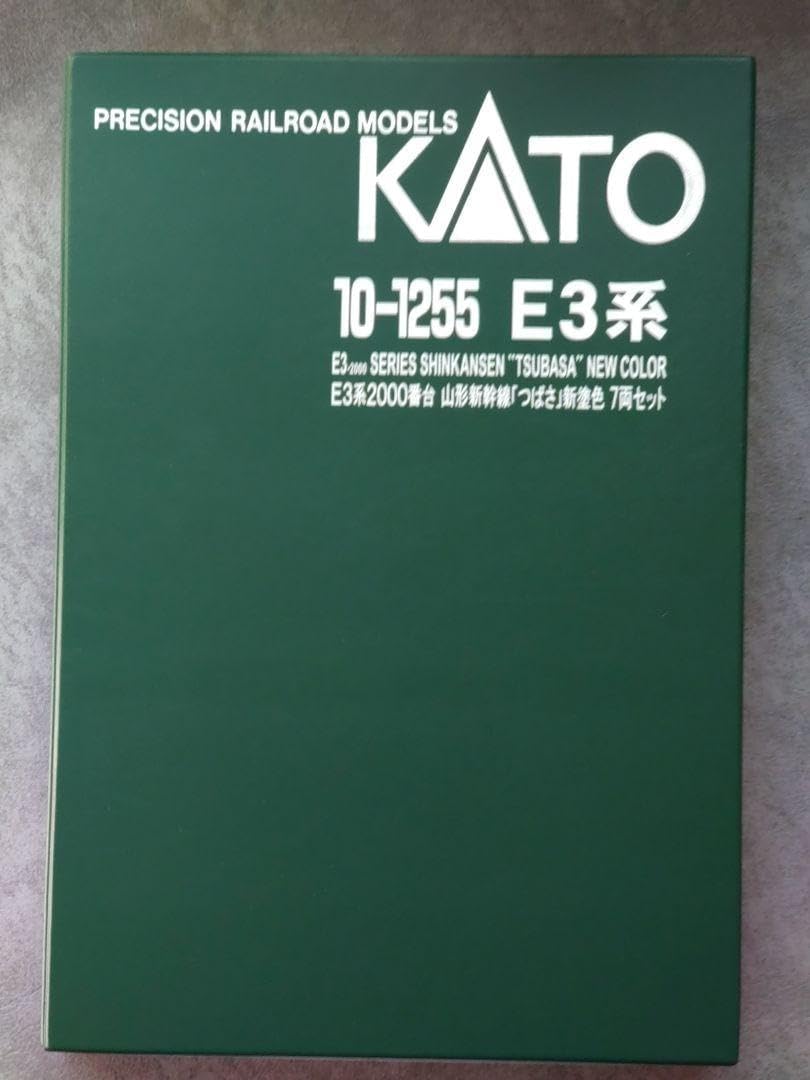 PRECISION RAILROAD MODELS
KATO
10-1255 E3系
E3-2000 SERIES SHINKANSEN "TSUBASA" NEW COLOR
E3系2000番台 山形新幹線「つばさ」新塗色 7両セット